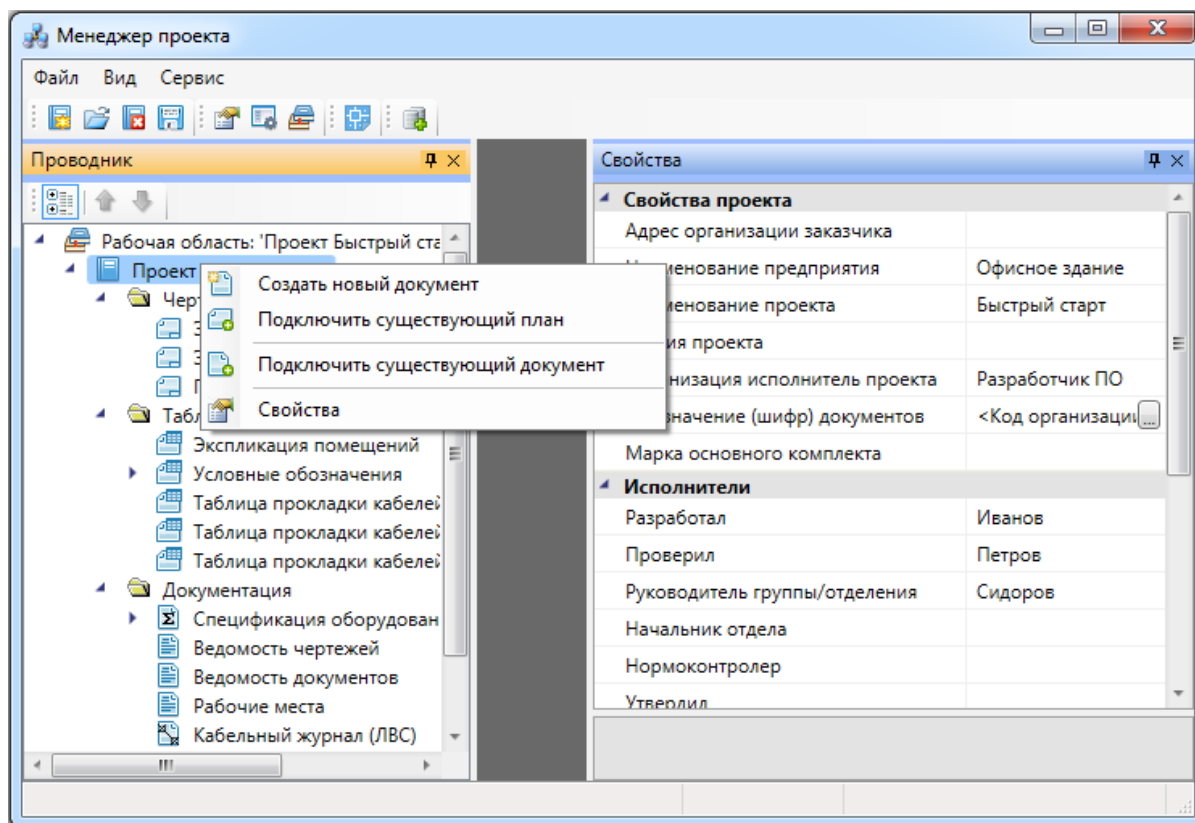 Менеджер проекта
Файл Вид Сервис
Проводник
Рабочая область: 'Проект Быстрый ста
Проект
Создать новый документ
Подключить существующий план
Подключить существующий документ
Свойства
Экспликация помещений
Условные обозначения
Таблица прокладки кабелей
Таблица прокладки кабелей
Таблица прокладки кабелей
Документация
Спецификация оборудован
Ведомость чертежей
Ведомость документов
Рабочие места
Кабельный журнал (ЛВС)
Свойства
Свойства проекта
Адрес организации заказчика
менование предприятия Офисное здание
менование проекта Быстрый старт
ия проекта
низация исполнитель проекта Разработчик ПО
значение (шифр) документов <Код организации ...
Марка основного комплекта
Исполнители
Разработал Иванов
Проверил Петров
Руководитель группы/отделения Сидоров
Начальник отдела
Нормоконтролер
Утвердил